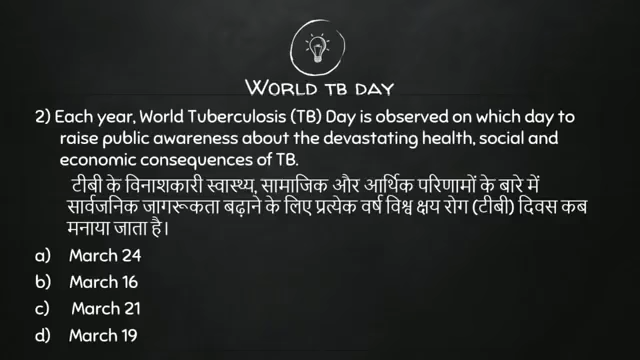 WORLD TB DAY
2) Each year, World Tuberculosis (TB) Day is observed on which day to
raise public awareness about the devastating health, social and
economic consequences of TB.
टीबी के विनाशकारी स्वास्थ्य, सामाजिक और आर्थिक परिणामों के बारे में
सार्वजनिक जागरूकता बढ़ाने के लिए प्रत्येक वर्ष विश्व क्षय रोग (टीबी) दिवस कब
मनाया जाता है।
a) March 24
b) March 16
c) March 21
d) March 19